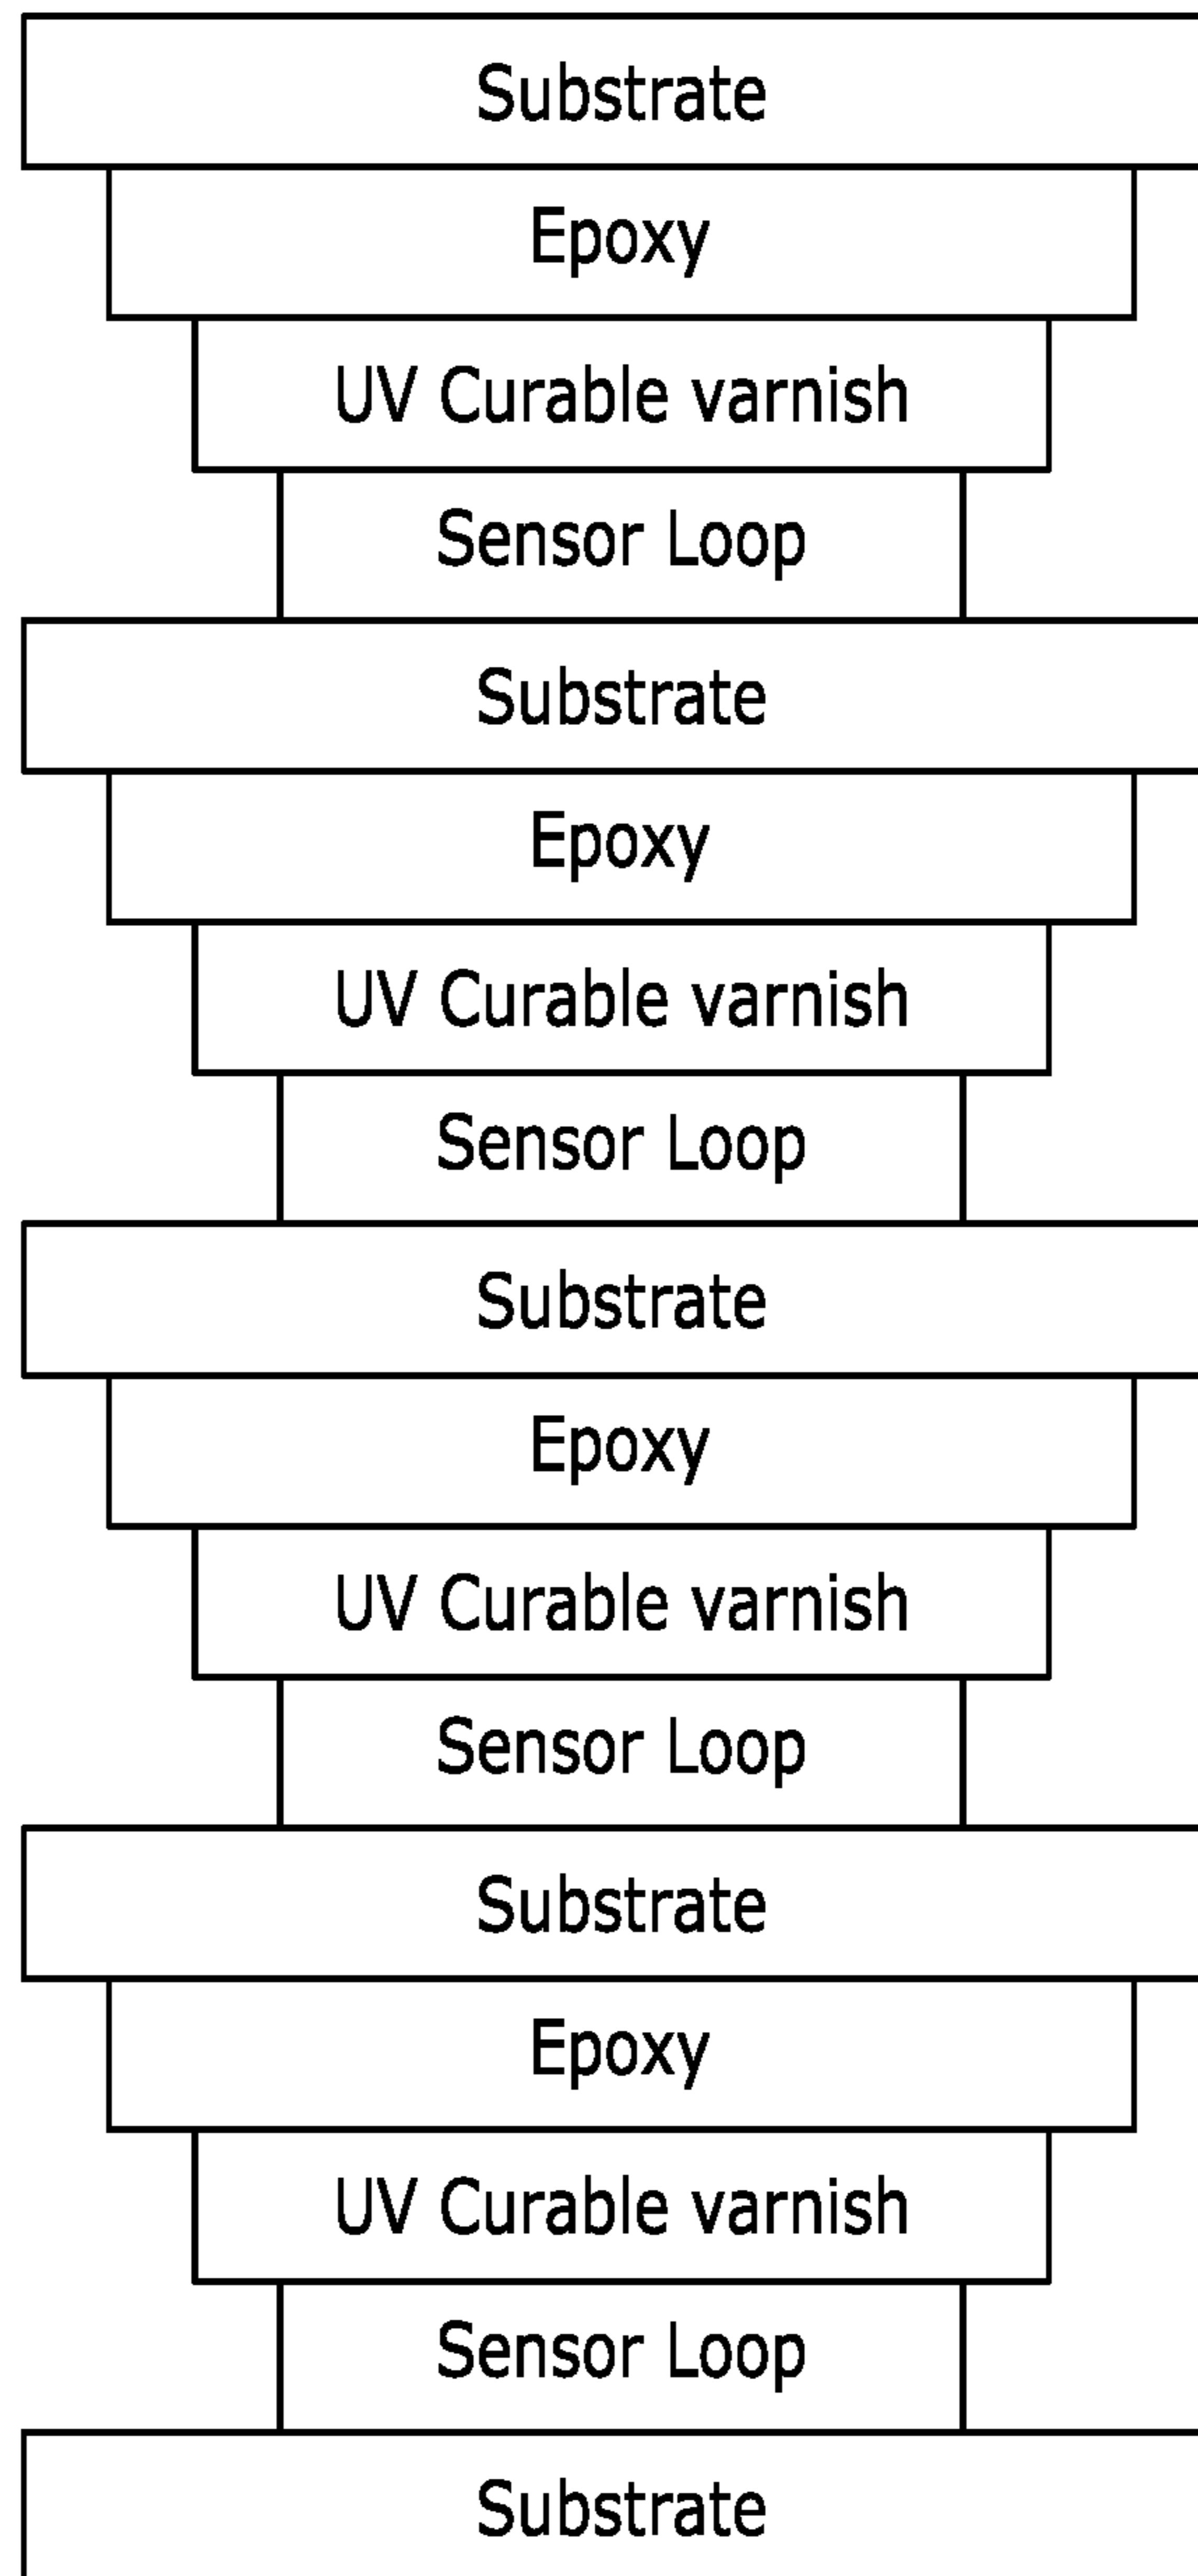 Substrate
Epoxy
UV Curable varnish
Sensor Loop
Substrate
Epoxy
UV Curable varnish
Sensor Loop
Substrate
Epoxy
UV Curable varnish
Sensor Loop
Substrate
Epoxy
UV Curable varnish
Sensor Loop
Substrate